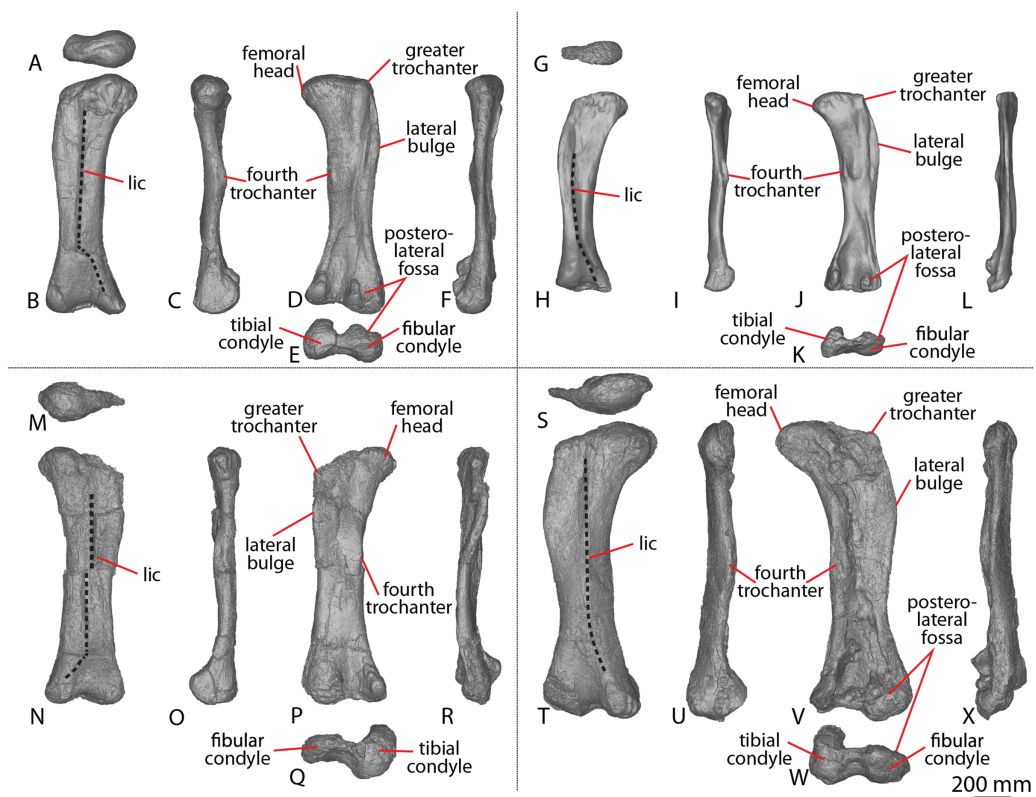 A
femoral
head
greater
trochanter
lateral
bulge
lic
fourth
trochanter
postero-
lateral
fossa
B
C
D
F
tibial
condyle
E
fibular
condyle
G
femoral
head
greater
trochanter
lateral
bulge
lic
fourth
trochanter
postero-
lateral
fossa
H
I
J
L
tibial
condyle
K
fibular
condyle
M
greater
trochanter
femoral
head
lateral
bulge
lic
fourth
trochanter
N
O
P
R
fibular
condyle
Q
tibial
condyle
S
femoral
head
greater
trochanter
lateral
bulge
lic
fourth
trochanter
postero-
lateral
fossa
T
U
V
X
tibial
condyle
W
fibular
condyle
200 mm